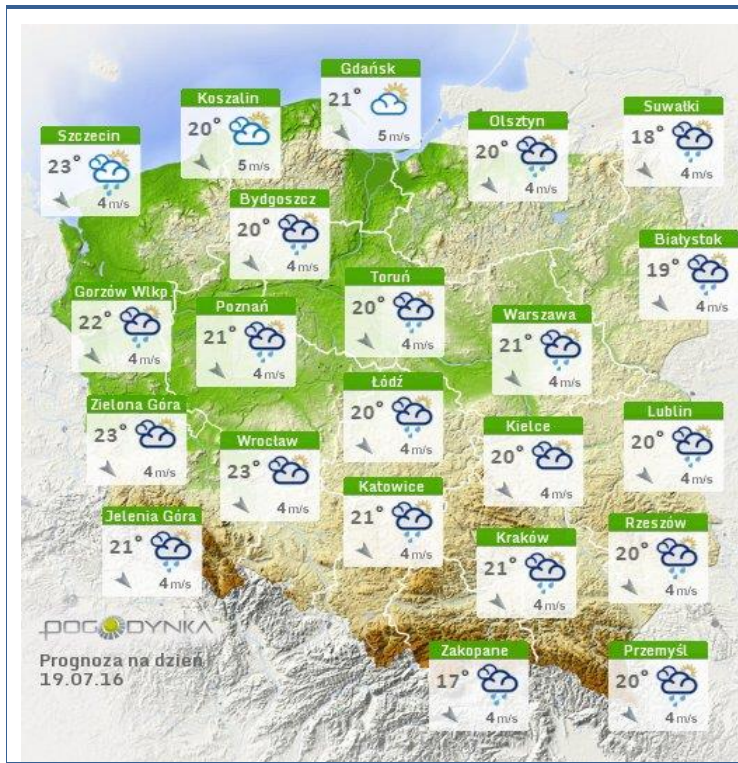 Gdańsk
21°
5 m/s
Koszalin
20°
5 m/s
Suwałki
18°
4 m/s
Olsztyn
20°
4 m/s
Szczecin
23°
4 m/s
Bydgoszcz
20°
4 m/s
Białystok
19°
4 m/s
Toruń
20°
4 m/s
Gorzów Wlkp
22°
4 m/s
Poznań
21°
4 m/s
Warszawa
21°
4 m/s
Łódź
20°
4 m/s
Zielona Góra
23°
4 m/s
Lublin
20°
4 m/s
Kielce
20°
4 m/s
Wrocław
23°
4 m/s
Katowice
21°
4 m/s
Jelenia Góra
21°
4 m/s
Rzeszów
20°
4 m/s
Kraków
21°
4 m/s
POGODYNKA
Prognoza na dzień
19.07.16
Zakopane
17°
4 m/s
Przemyśl
20°
4 m/s